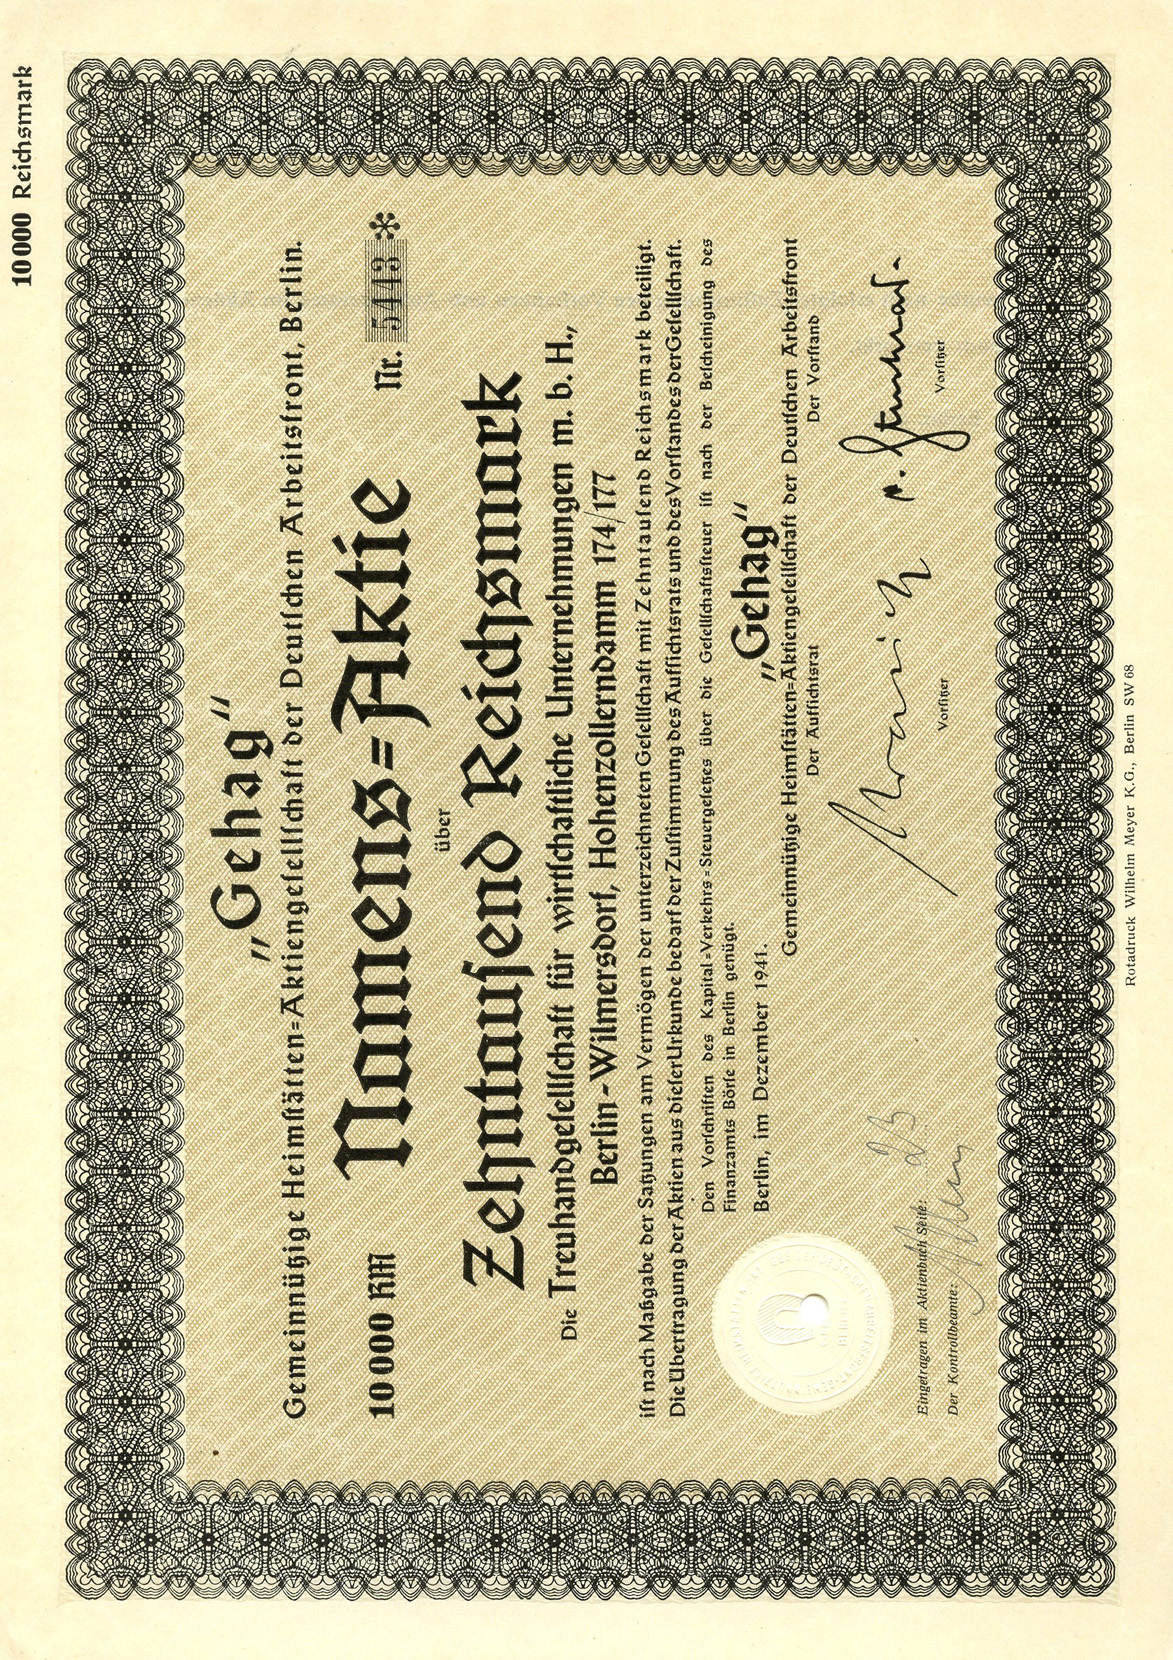 10000 Reichsmark
„Gehag“
Gemeinnützige Heimſtätten=Aktiengeſellſchaft der Deutſchen Arbeitsfront, Berlin.
10000 RM
Namens=Aktie
Nr. 5443 *
über
Zehntauſend Reichsmark
Die Treuhandgeſellſchaft für wirtſchaftliche Unternehmungen m. b. H.,
Berlin-Wilmersdorf, Hohenzollerndamm 174/177
iſt nach Maßgabe der Satzungen am Vermögen der unterzeichneten Geſellſchaft mit Zehntauſend Reichsmark beteiligt.
Die Übertragung der Aktien aus dieſer Urkunde bedarf der Zuſtimmung des Aufſichtsrats und des Vorſtandes der Geſellſchaft.
Den Vorſchriften des Kapital-Verkehrs=Steuergeſetzes über die Geſellſchaftsſteuer iſt nach der Beſcheinigung des
Finanzamts Börſe in Berlin genügt.
Berlin, im Dezember 1941.
„Gehag“
Gemeinnützige Heimſtätten=Aktiengeſellſchaft der Deutſchen Arbeitsfront
Der Aufſichtsrat Der Vorſtand
Vorſitzer Vorſitzer
Eingetragen im Aktienbuch Seite: 23
Der Kontrollbeamte:
Rotadruck Wilhelm Meyer K.G., Berlin SW 68